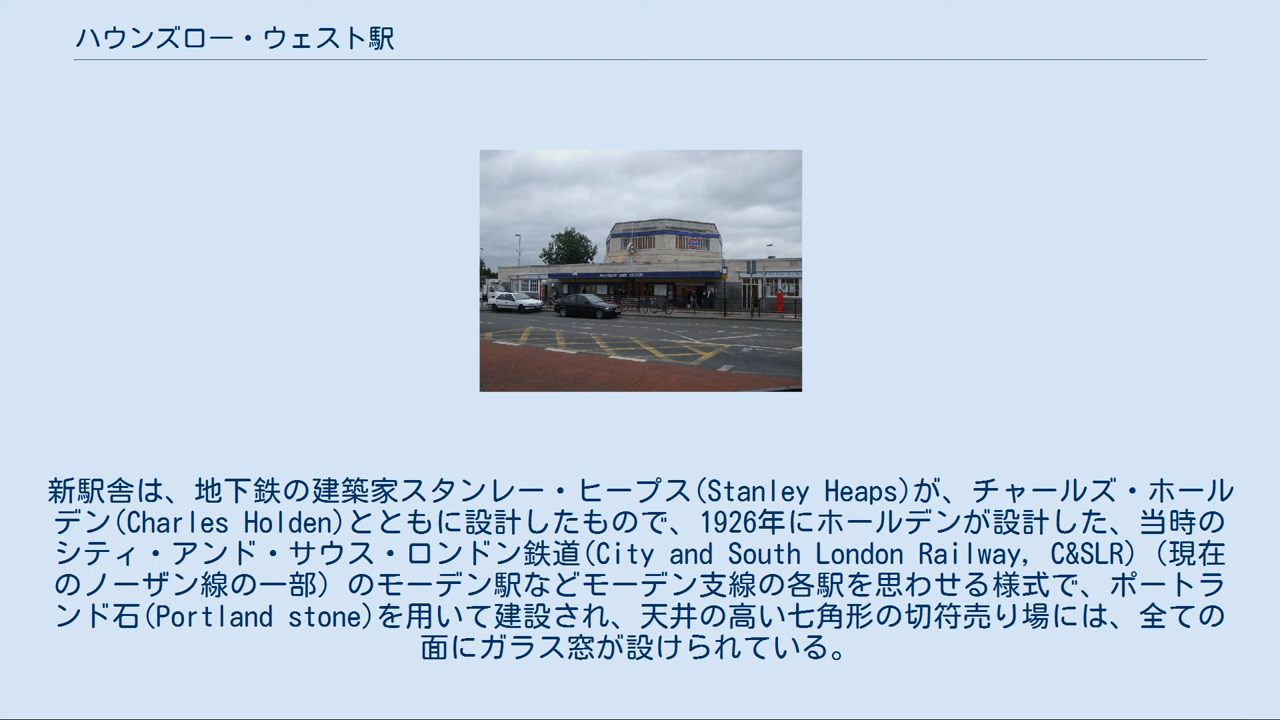 ハウンズロー・ウェスト駅
新駅舎は、地下鉄の建築家スタンレー・ヒープス(Stanley Heaps)が、チャールズ・ホール
デン(Charles Holden)とともに設計したもので、1926年にホールデンが設計した、当時の
シティ・アンド・サウス・ロンドン鉄道(City and South London Railway, C&SLR)（現在
のノーザン線の一部）のモーデン駅などモーデン支線の各駅を思わせる様式で、ポートラ
ンド石(Portland stone)を用いて建設され、天井の高い七角形の切符売り場には、全ての
面にガラス窓が設けられている。